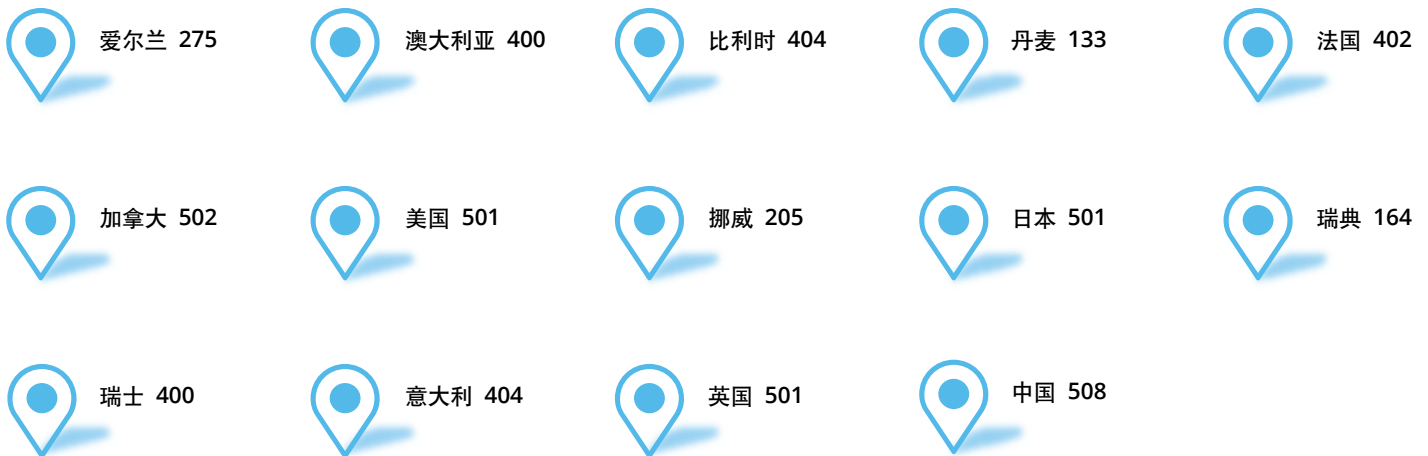 爱尔兰 275
澳大利亚 400
比利时 404
丹麦 133
法国 402
加拿大 502
美国 501
挪威 205
日本 501
瑞典 164
瑞士 400
意大利 404
英国 501
中国 508